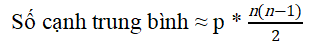 Số cạnh trung bình ≈ p * n(n−1)/2